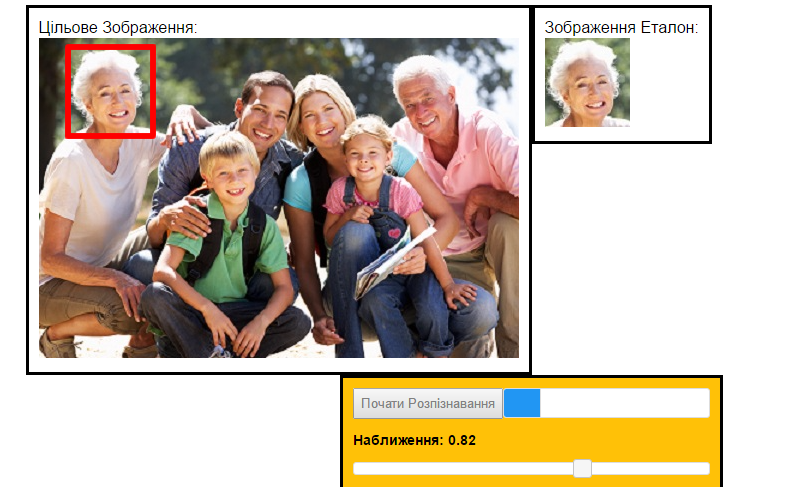 Цільове Зображення:
Зображення Еталон:
Почати Розпізнавання
Наближення: 0.82